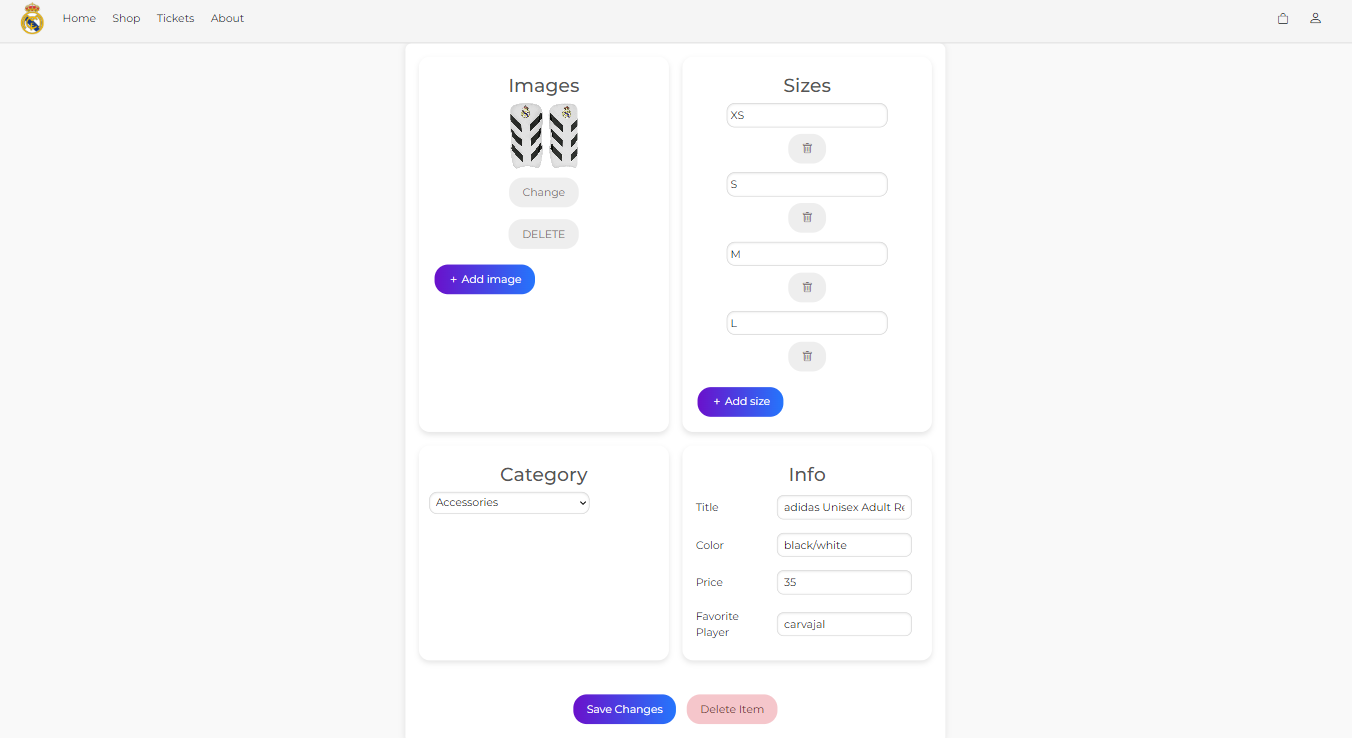 Home Shop Tickets About
Images
Change
DELETE
+ Add image
Sizes
XS
S
M
L
+ Add size
Category
Accessories
Info
Title adidas Unisex Adult Re
Color black/white
Price 35
Favorite
Player carvajal
Save Changes Delete Item